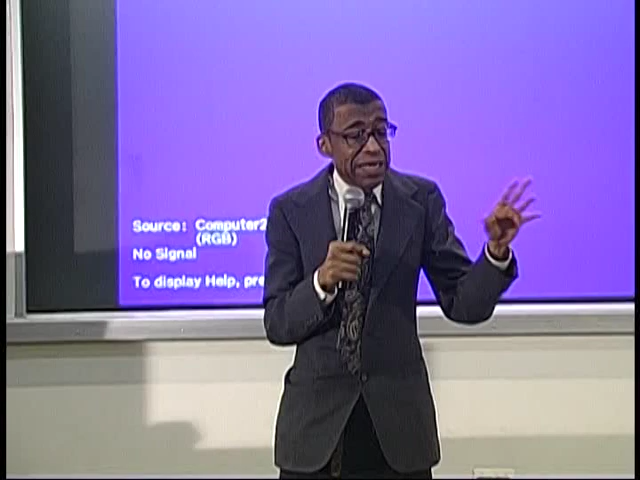 Source: Computer2
(RGB)
No Signal
To display Help, pre